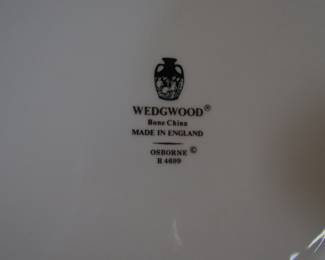 WEDGWOOD®
Bone China
MADE IN ENGLAND
OSBORNE ©
R 4699